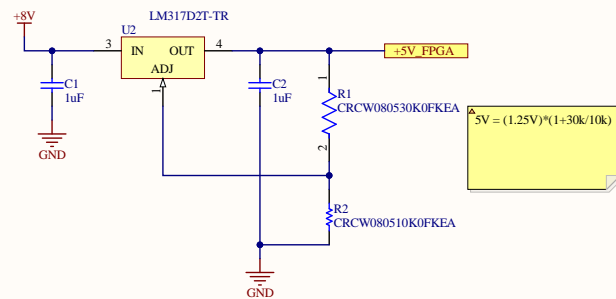 +8V
LM317D2T-TR
U2
3 IN OUT 4
ADJ
1
+5V_FPGA
C1
1uF
GND
C2
1uF
1
R1
CRCW080530K0FKEA
2
R2
CRCW080510K0FKEA
GND
5V = (1.25V)*(1+30k/10k)